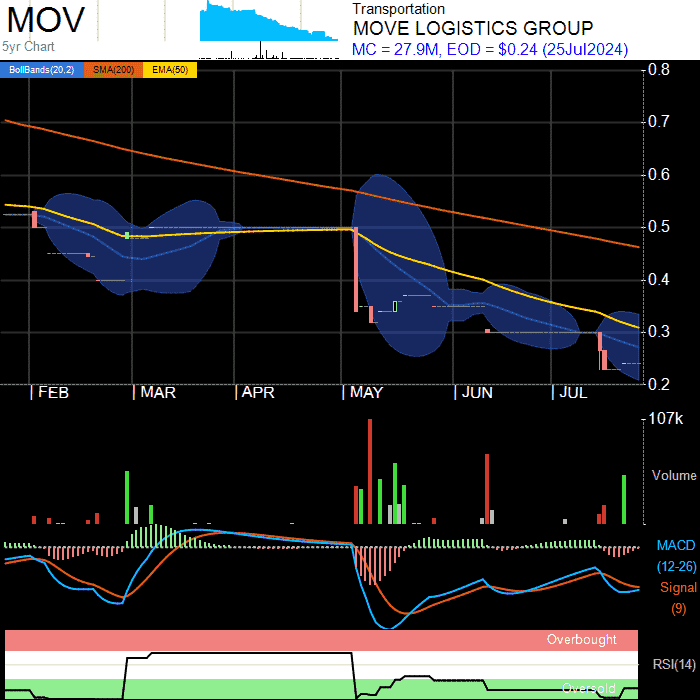 MOV
5yr Chart
Transportation
MOVE LOGISTICS GROUP
MC = 27.9M, EOD = $0.24 (25Jul2024)
BollBands(20,2) SMA(200) EMA(50)
0.8
0.7
0.6
0.5
0.4
0.3
0.2
| FEB | MAR | APR | MAY | JUN | JUL
107k
Volume
MACD
(12-26)
Signal
(9)
Overbought
RSI(14)
Oversold